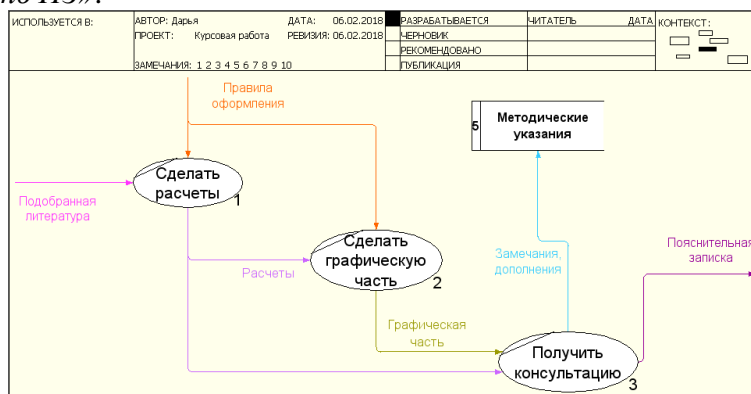 по ПЗ».
ИСПОЛЬЗУЕТСЯ В:
АВТОР: Дарья
ДАТА: 06.02.2018
РАЗРАБАТЫВАЕТСЯ
ЧИТАТЕЛЬ
ДАТА
КОНТЕКСТ:
ПРОЕКТ: Курсовая работа
РЕВИЗИЯ: 06.02.2018
ЧЕРНОВИК
РЕКОМЕНДОВАНО
ЗАМЕЧАНИЯ: 1 2 3 4 5 6 7 8 9 10
ПУБЛИКАЦИЯ
Правила
оформления
5
Методические
указания
Сделать
расчеты
1
Подобранная
литература
Сделать
графическую
часть
2
Расчеты
Замечания,
дополнения
Пояснительная
записка
Графическая
часть
Получить
консультацию
3